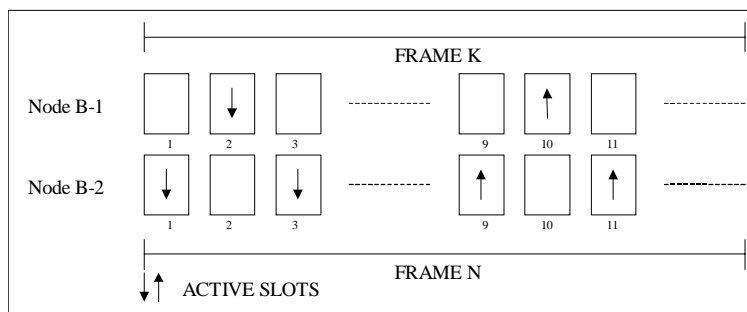 FRAME K
Node B-1
1 2 3 9 10 11
Node B-2
1 2 3 9 10 11
FRAME N
ACTIVE SLOTS